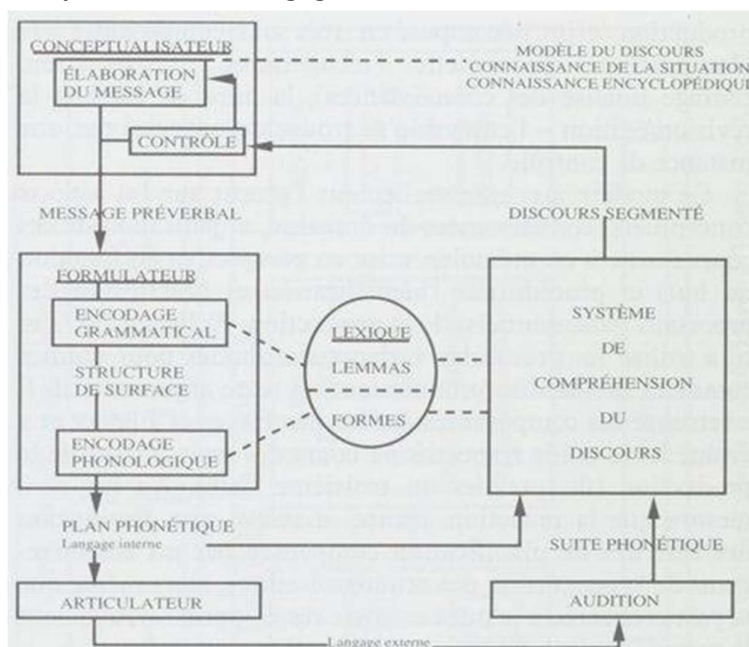 CONCEPTUALISATEUR
ÉLABORATION
DU MESSAGE
CONTRÔLE
MODÈLE DU DISCOURS
CONNAISSANCE DE LA SITUATION
CONNAISSANCE ENCYCLOPÉDIQU
MESSAGE PRÉVERBAL
DISCOURS SEGMENTÉ
FORMULATEUR
ENCODAGE
GRAMMATICAL
STRUCTURE
DE SURFACE
ENCODAGE
PHONOLOGIQUE
LEXIQUE
LEMMAS
FORMES
SYSTÈME
DE
COMPRÉHENSION
DU
DISCOURS
PLAN PHONÉTIQUE
Langage interne
SUITE PHONÉTIQUE
ARTICULATEUR
AUDITION
Langage externe